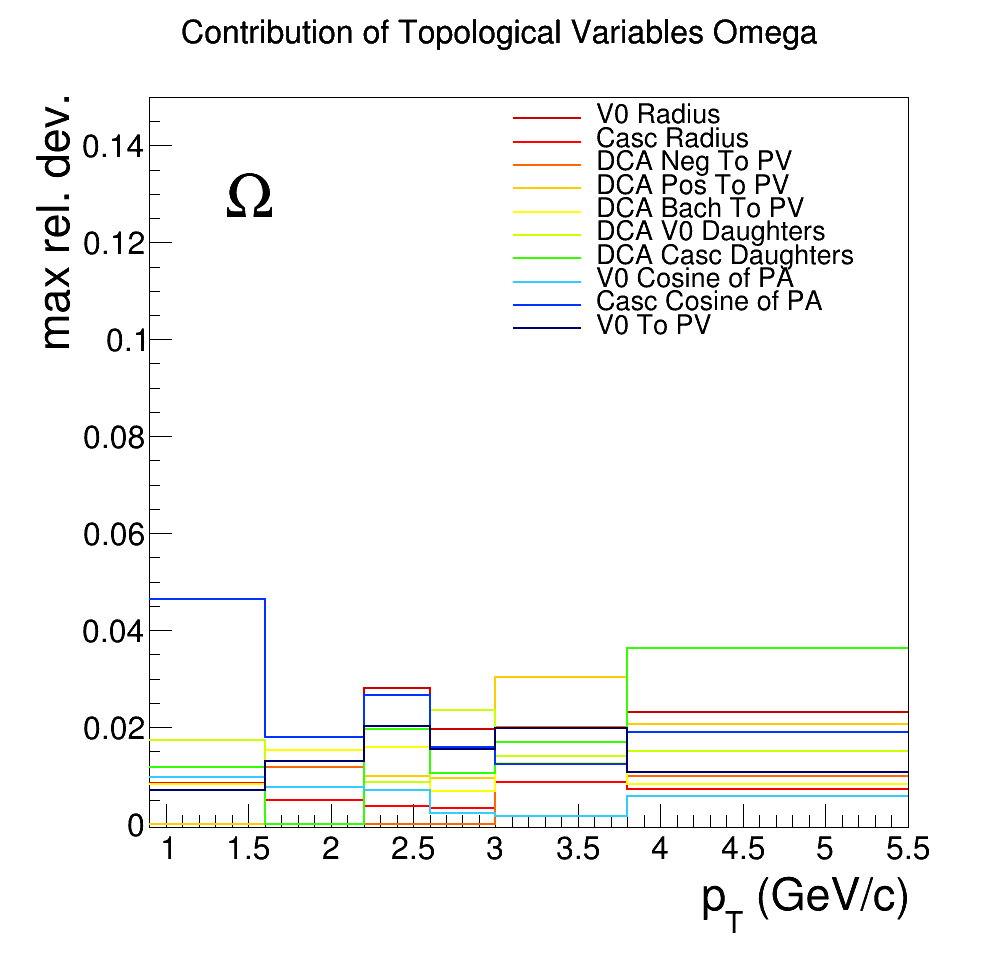 Contribution of Topological Variables Omega
max rel. dev.
0.14
0.12
0.1
0.08
0.06
0.04
0.02
0
Ω
V0 Radius
Casc Radius
DCA Neg To PV
DCA Pos To PV
DCA Bach To PV
DCA V0 Daughters
DCA Casc Daughters
V0 Cosine of PA
Casc Cosine of PA
V0 To PV
1 1.5 2 2.5 3 3.5 4 4.5 5 5.5
p_T (GeV/c)